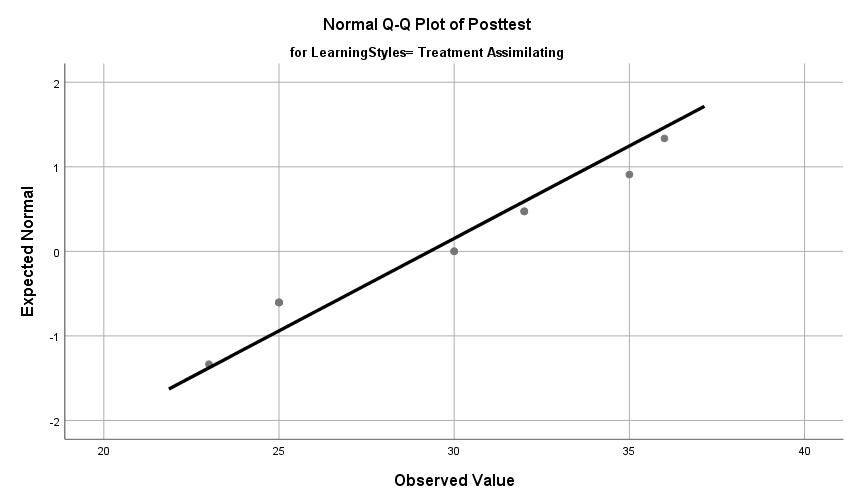 Normal Q-Q Plot of Posttest
for LearningStyles= Treatment Assimilating
Expected Normal
2
1
0
-1
-2
20 25 30 35 40
Observed Value